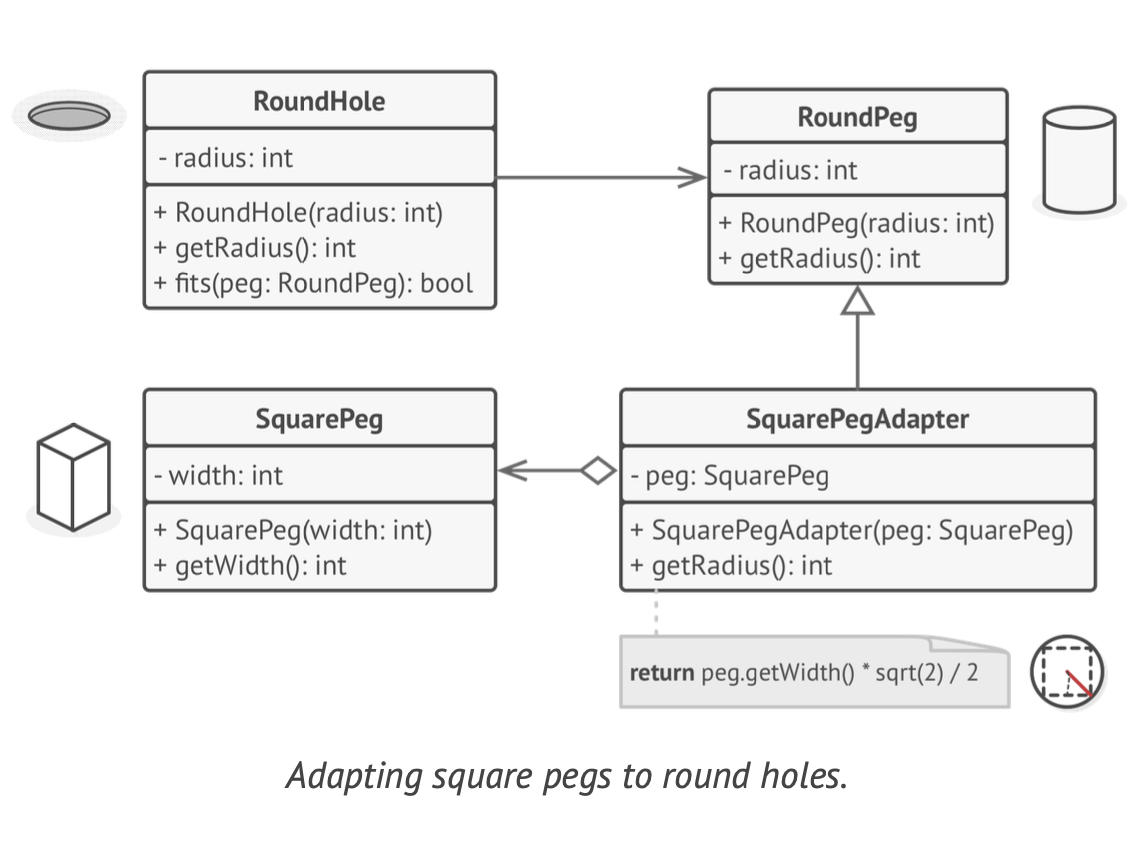 RoundHole
- radius: int
+ RoundHole(radius: int)
+ getRadius(): int
+ fits(peg: RoundPeg): bool
RoundPeg
- radius: int
+ RoundPeg(radius: int)
+ getRadius(): int
SquarePeg
- width: int
+ SquarePeg(width: int)
+ getWidth(): int
SquarePegAdapter
- peg: SquarePeg
+ SquarePegAdapter(peg: SquarePeg)
+ getRadius(): int
return peg.getWidth() * sqrt(2) / 2
Adapting square pegs to round holes.